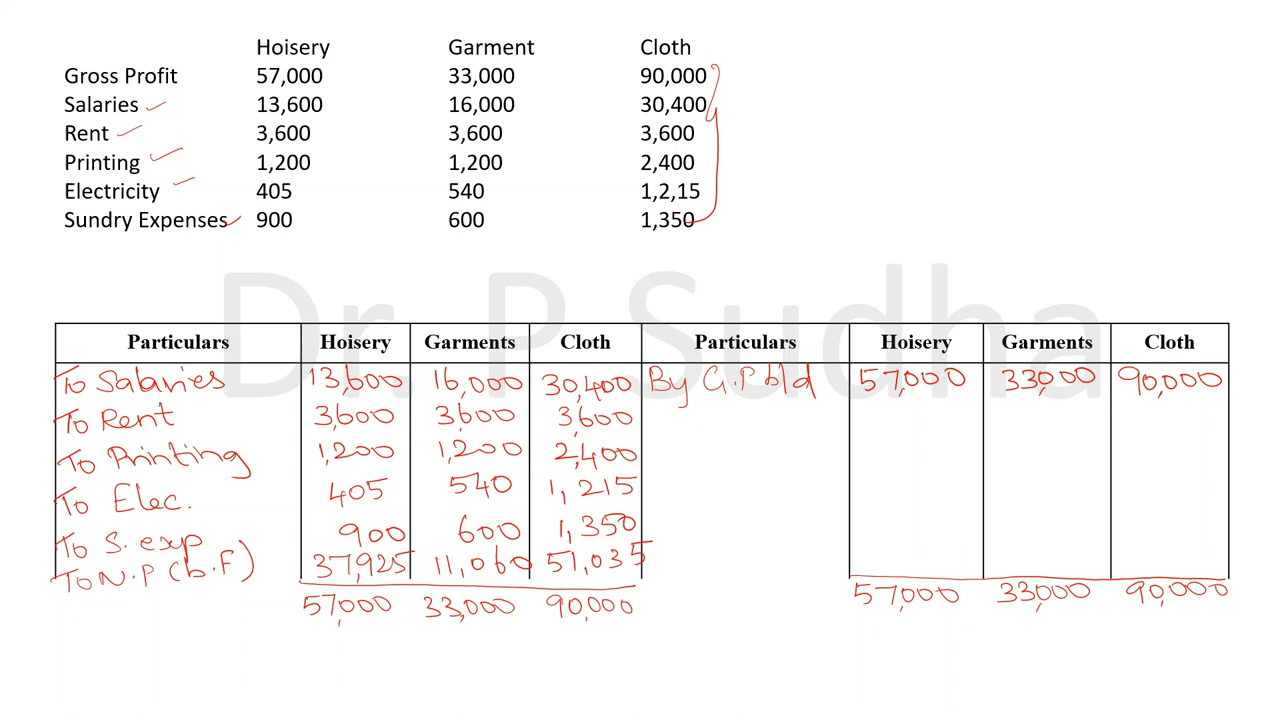 Hoisery Garment Cloth
Gross Profit 57,000 33,000 90,000
Salaries 13,600 16,000 30,400
Rent 3,600 3,600 3,600
Printing 1,200 1,200 2,400
Electricity 405 540 1,2,15
Sundry Expenses 900 600 1,350
Dr. P Sudha
Particulars Hoisery Garments Cloth Particulars Hoisery Garments Cloth
To Salaries 13,600 16,000 30,400 By G.P b/d 57,000 33,000 90,000
To Rent 3,600 3,600 3,600
To Printing 1,200 1,200 2,400
To Elec. 405 540 1,215
To S. exp 900 600 1,350
To N.P (b.f) 37,925 11,060 51,035
57,000 33,000 90,000 57,000 33,000 90,000